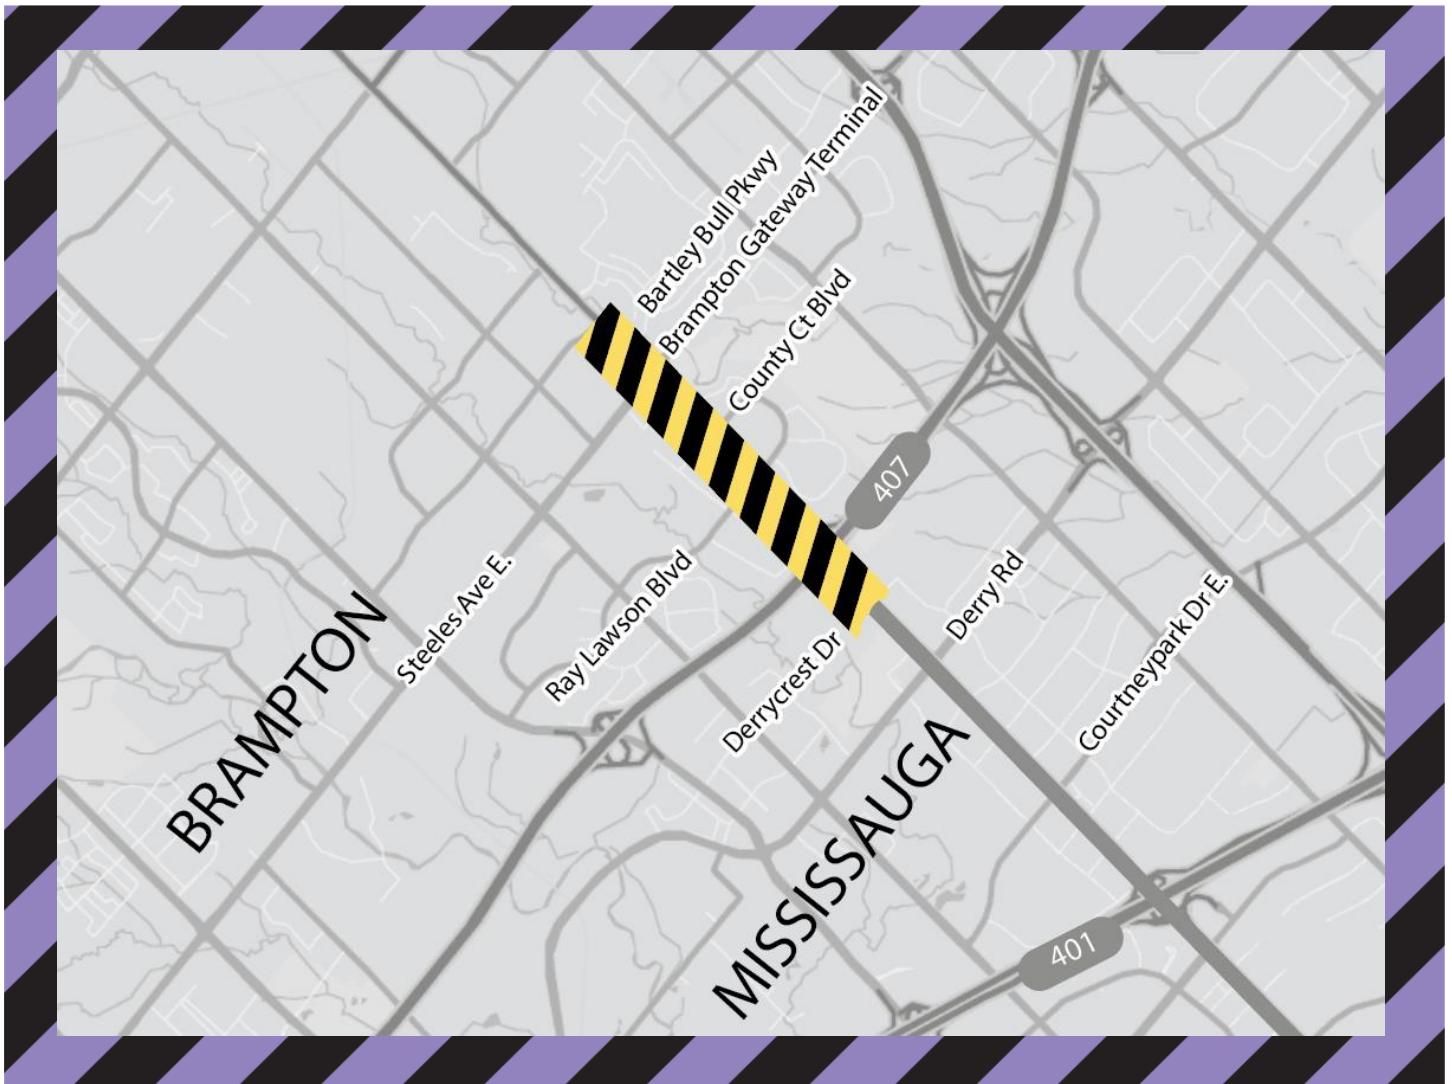 Bartley Bull Pkwy
Brampton Gateway Terminal
County Ct Blvd
407
Steeles Ave E.
Ray Lawson Blvd
Derry Rd
Courtneypark Dr E.
Derrycrest Dr
BRAMPTON
MISSISSAUGA
401